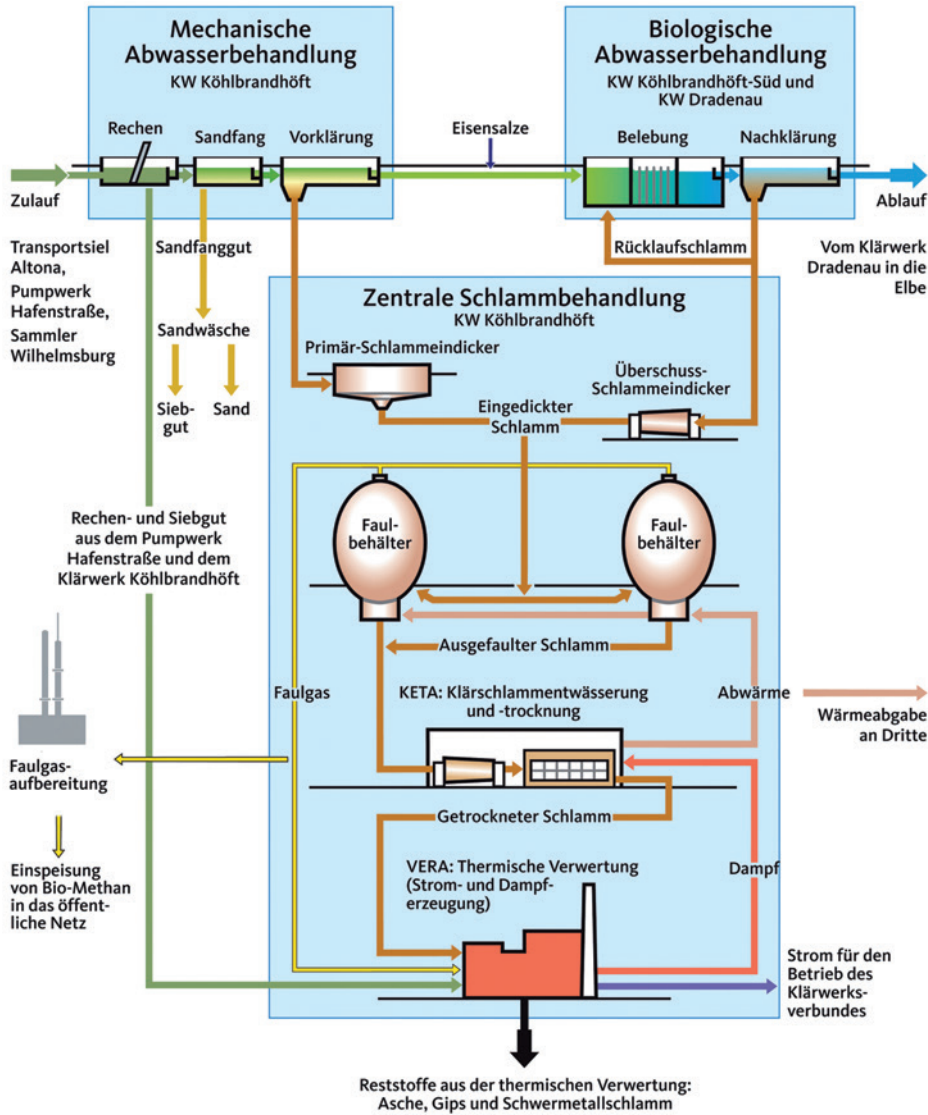 Mechanische
Abwasserbehandlung
KW Köhlbrandhöft
Rechen
Sandfang
Vorklärung
Eisensalze
Biologische
Abwasserbehandlung
KW Köhlbrandhöft-Süd und
KW Dradenau
Belebung
Nachklärung
Zulauf
Ablauf
Transportsiel
Altona,
Pumpwerk
Hafenstraße,
Sammler
Wilhelmsburg
Sandfanggut
Sandwäsche
Sieb-
gut
Sand
Rücklaufschlamm
Vom Klärwerk
Dradenau in die
Elbe
Zentrale Schlammbehandlung
KW Köhlbrandhöft
Primär-Schlammeindicker
Überschuss-
Schlammeindicker
Eingedickter
Schlamm
Faul-
behälter
Faul-
behälter
Rechen- und Siebgut
aus dem Pumpwerk
Hafenstraße und dem
Klärwerk Köhlbrandhöft
Ausgefaulter Schlamm
Faulgas
KETA: Klärschlammentwässerung
und -trocknung
Abwärme
Wärmeabgabe
an Dritte
Faulgas-
aufbereitung
Getrockneter Schlamm
Einspeisung
von Bio-Methan
in das öffent-
liche Netz
VERA: Thermische Verwertung
(Strom- und Dampf-
erzeugung)
Dampf
Strom für den
Betrieb des
Klärwerks-
verbundes
Reststoffe aus der thermischen Verwertung:
Asche, Gips und Schwermetallschlamm